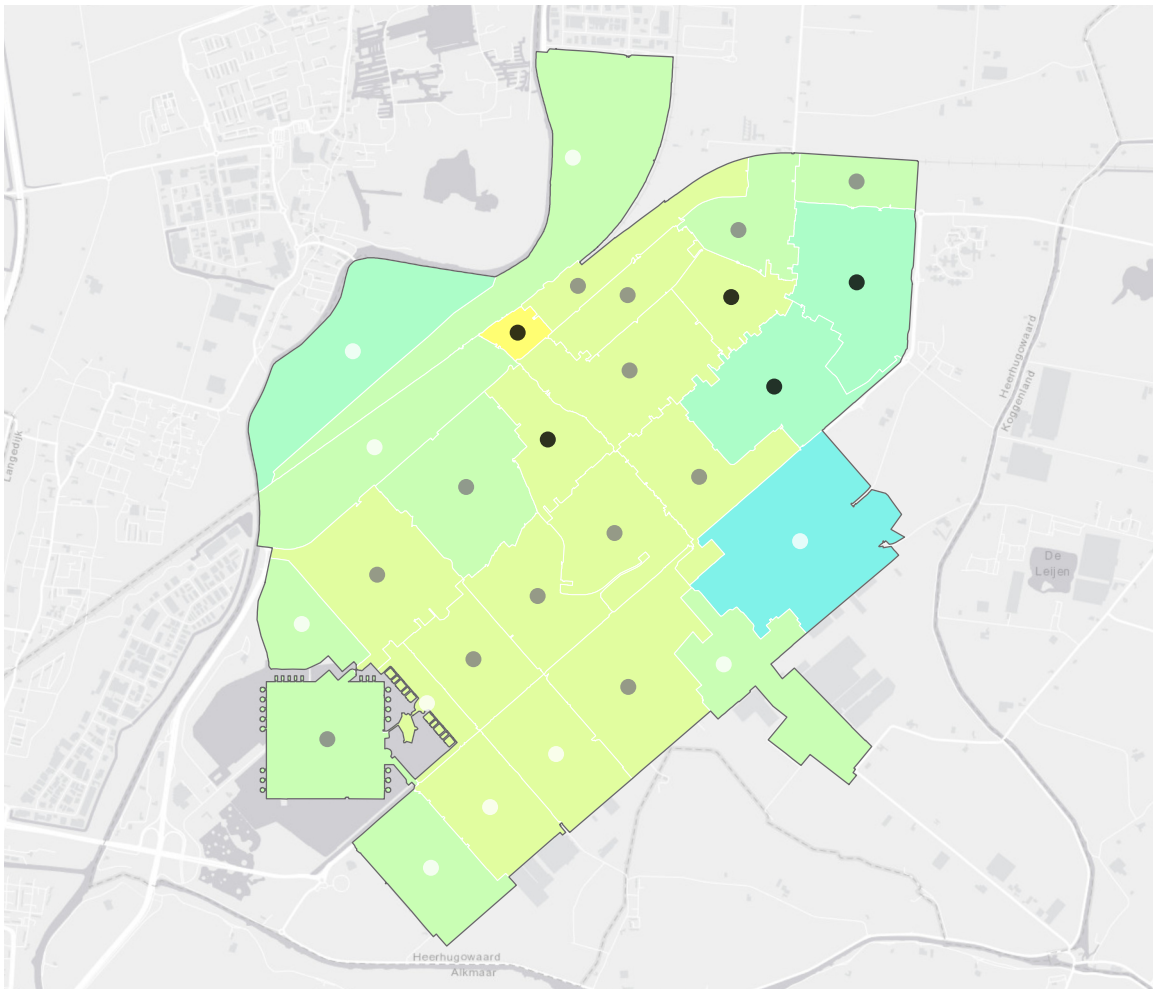 Langedijk
Heerhugowaard
Koggenland
De
Leijen
Heerhugowaard
Alkmaar